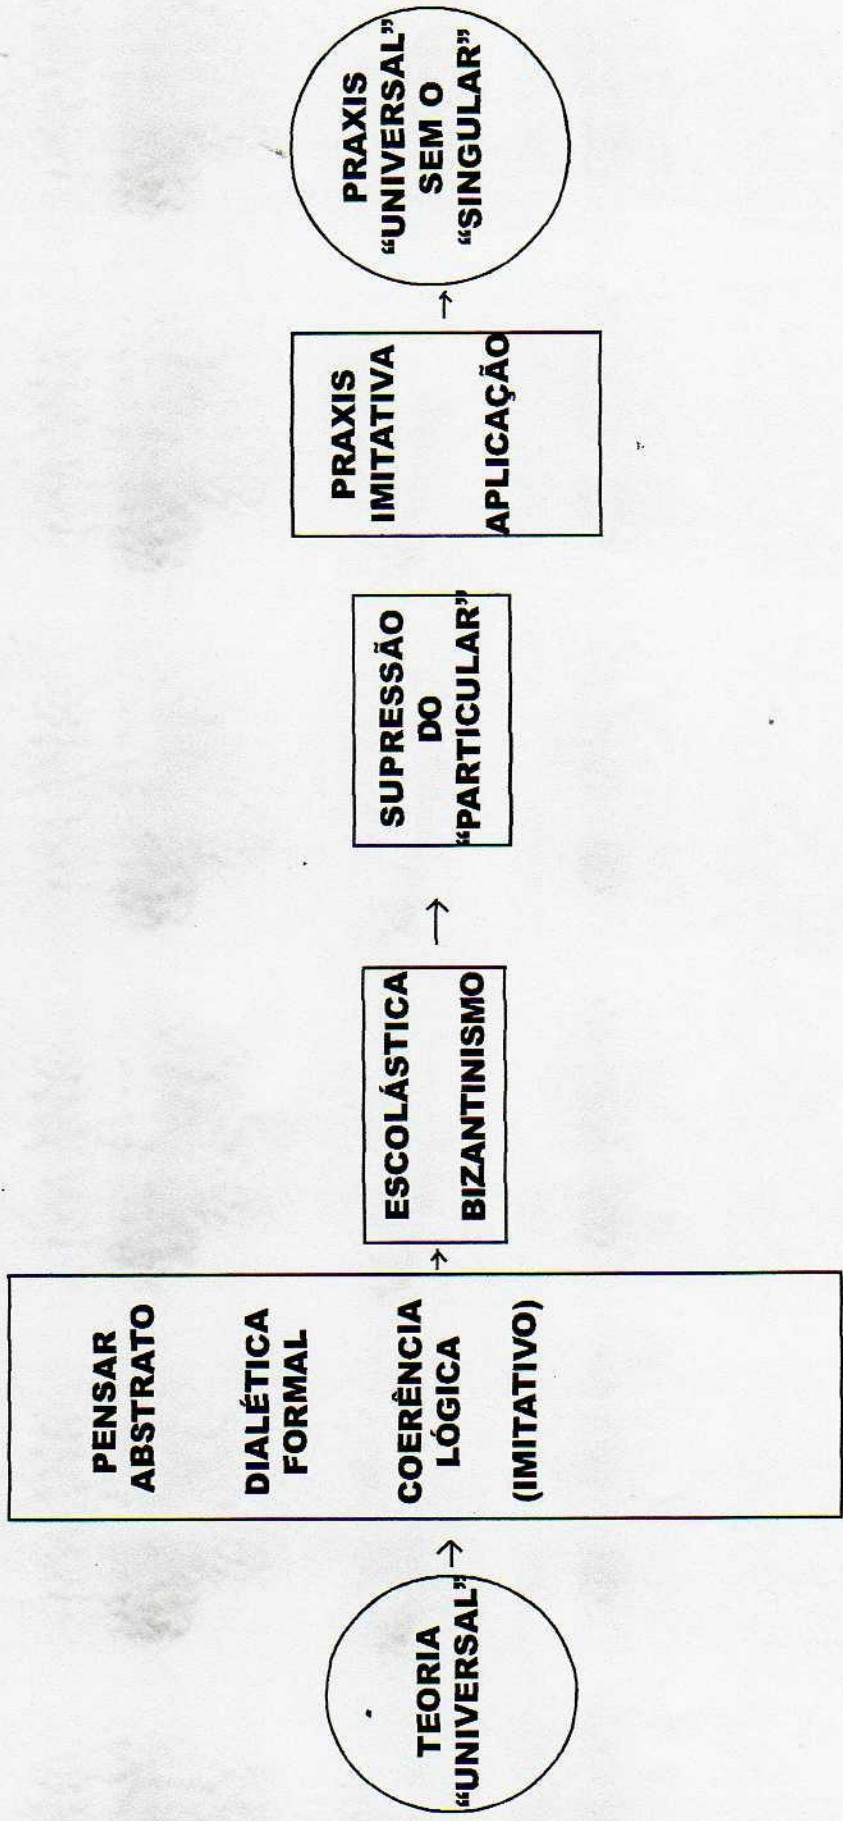 TEORIA
“UNIVERSAL”
PENSAR
ABSTRATO
DIALÉTICA
FORMAL
COERÊNCIA
LÓGICA
(IMITATIVO)
ESCOLÁSTICA
BIZANTINISMO
SUPRESSÃO
DO
“PARTICULAR”
PRAXIS
IMITATIVA
APLICAÇÃO
PRAXIS
“UNIVERSAL”
SEM O
“SINGULAR”